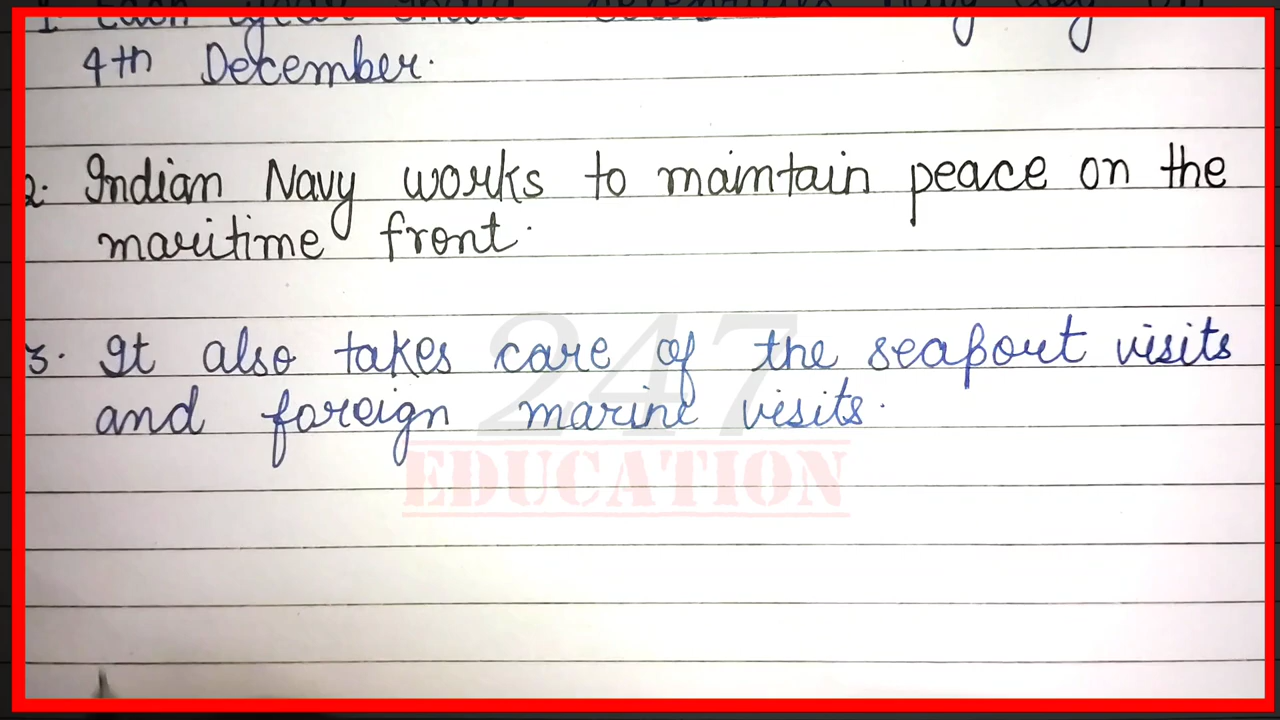 4th December.
2. Indian Navy works to maintain peace on the
maritime front.
3. It also takes care of the seaport visits
and foreign marine visits.
247
EDUCATION